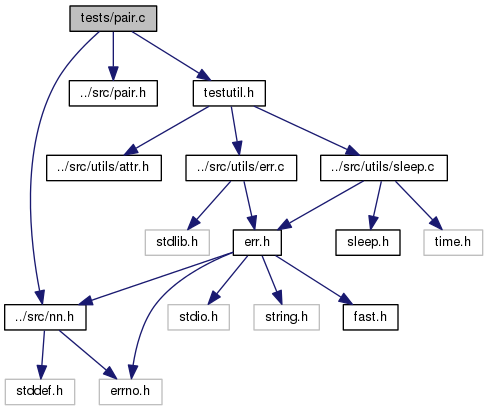 tests/pair.c
../src/pair.h
testutil.h
../src/utils/attr.h
../src/utils/err.c
../src/utils/sleep.c
stdlib.h
err.h
sleep.h
time.h
../src/nn.h
stdio.h
string.h
fast.h
stddef.h
errno.h